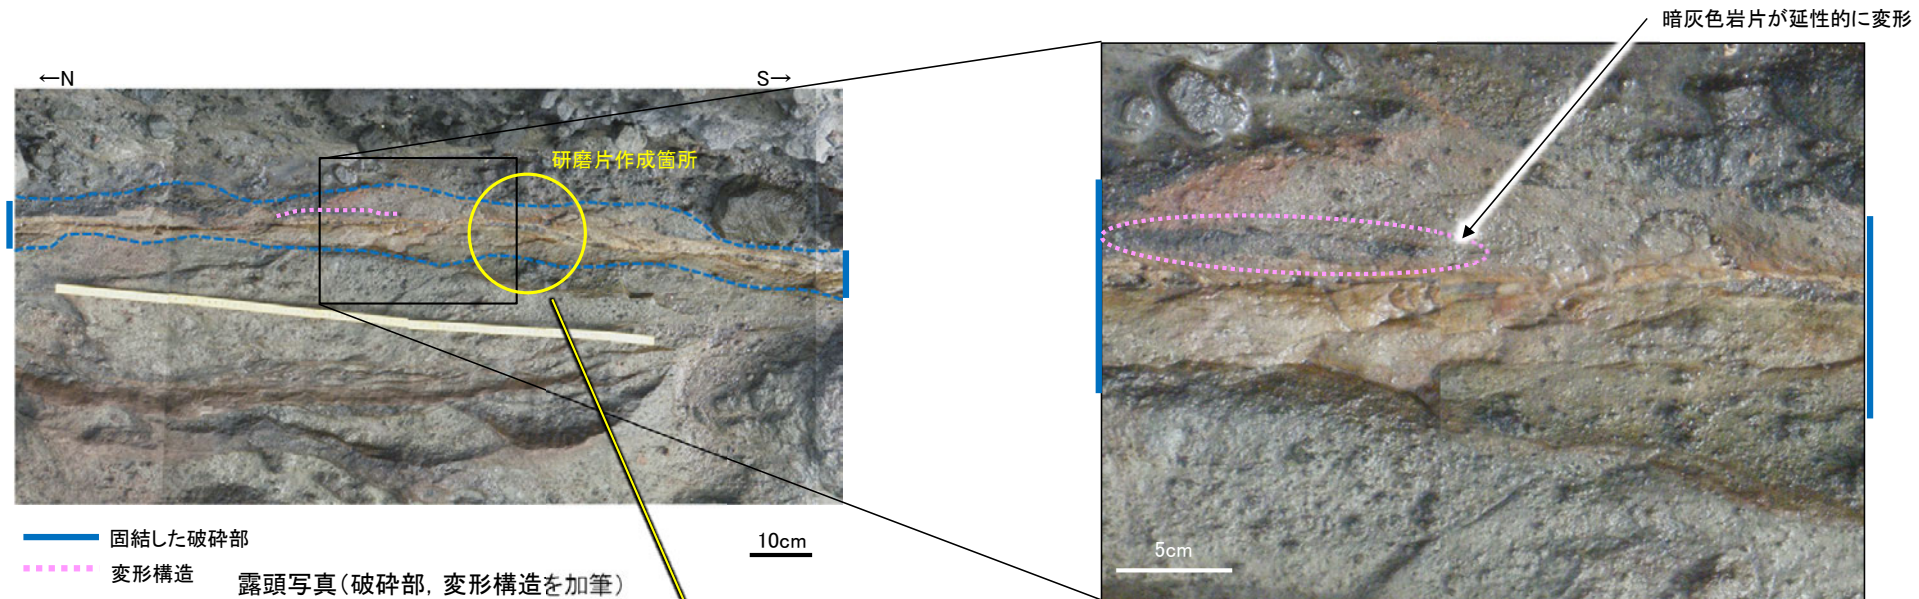 暗灰色岩片が延性的に変形
←N
S→
研磨片作成箇所
固結した破砕部
変形構造
10cm
露頭写真(破砕部, 変形構造を加筆)
5cm